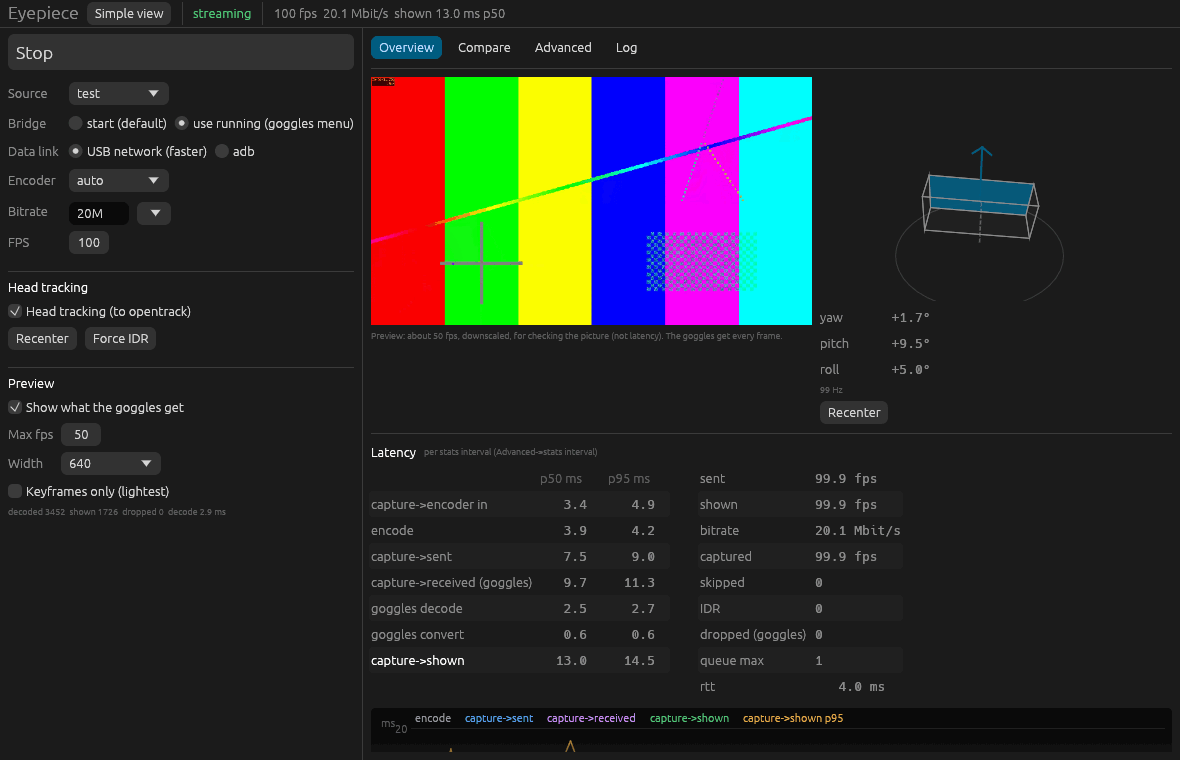 Eyepiece Simple view streaming 100 fps 20.1 Mbit/s shown 13.0 ms p50
Stop
Source test
Bridge start (default) use running (goggles menu)
link USB network (faster) adb
Encoder auto
Bitrate 20M
FPS 100
Head tracking
Head tracking (to opentrack)
Recenter Force IDR
Preview
Show what the goggles get
Max fps 50
Width 640
Keyframes only (lightest)
decoded 3452 shown 1726 dropped 0 decode 2.9 ms
Overview Compare Advanced Log
Preview: about 50 fps, downscaled, for checking the picture (not latency). The goggles get every frame.
yaw +1.7°
pitch +9.5°
roll +5.0°
99 Hz
Recenter
Latency per stats interval (Advanced->stats interval)
p50 ms p95 ms
capture->encoder in 3.4 4.9
encode 3.9 4.2
capture->sent 7.5 9.0
capture->received (goggles) 9.7 11.3
goggles decode 2.5 2.7
goggles convert 0.6 0.6
capture->shown 13.0 14.5
sent 99.9 fps
shown 99.9 fps
bitrate 20.1 Mbit/s
captured 99.9 fps
skipped 0
IDR 0
dropped (goggles) 0
queue max 1
rtt 4.0 ms
ms encode capture->sent capture->received capture->shown capture->shown p95
20